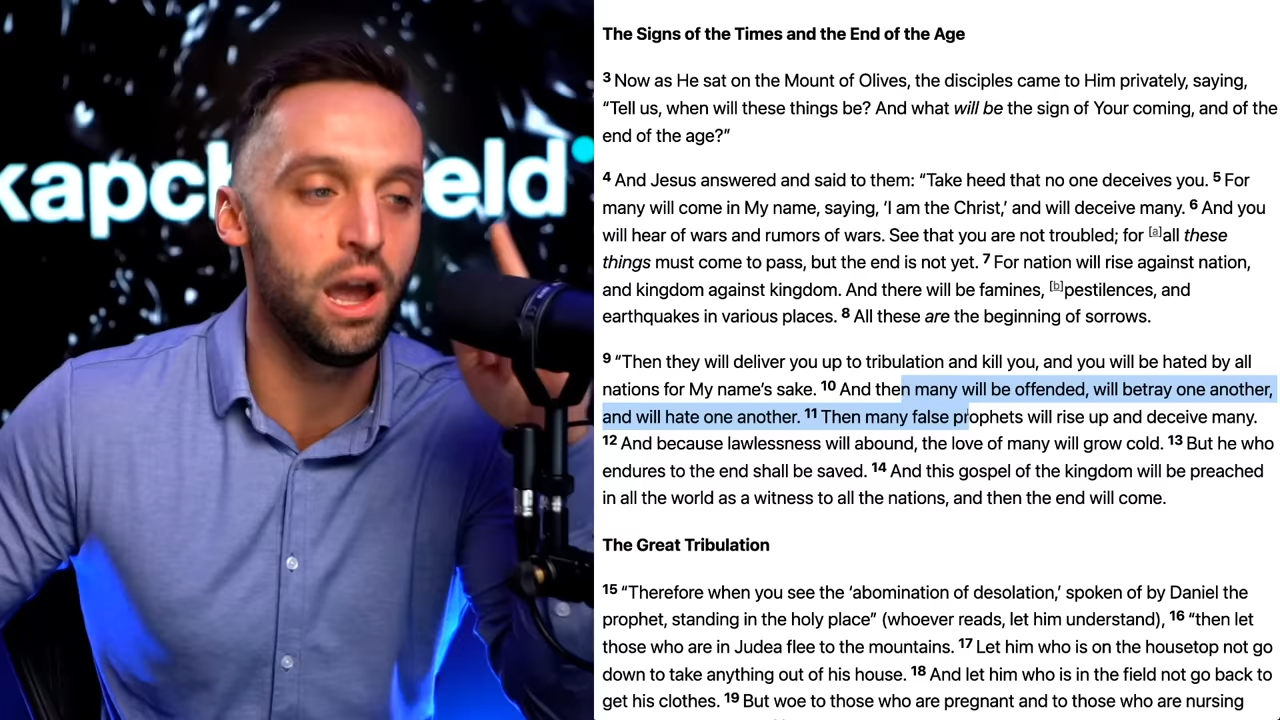 kapch eld
The Signs of the Times and the End of the Age
3 Now as He sat on the Mount of Olives, the disciples came to Him privately, saying,
“Tell us, when will these things be? And what will be the sign of Your coming, and of the
end of the age?”
4 And Jesus answered and said to them: “Take heed that no one deceives you. 5 For
many will come in My name, saying, ‘I am the Christ,’ and will deceive many. 6 And you
will hear of wars and rumors of wars. See that you are not troubled; for [a]all these
things must come to pass, but the end is not yet. 7 For nation will rise against nation,
and kingdom against kingdom. And there will be famines, [b]pestilences, and
earthquakes in various places. 8 All these are the beginning of sorrows.
9 “Then they will deliver you up to tribulation and kill you, and you will be hated by all
nations for My name’s sake. 10 And then many will be offended, will betray one another,
and will hate one another. 11 Then many false prophets will rise up and deceive many.
12 And because lawlessness will abound, the love of many will grow cold. 13 But he who
endures to the end shall be saved. 14 And this gospel of the kingdom will be preached
in all the world as a witness to all the nations, and then the end will come.
The Great Tribulation
15 “Therefore when you see the ‘abomination of desolation,’ spoken of by Daniel the
prophet, standing in the holy place” (whoever reads, let him understand), 16 “then let
those who are in Judea flee to the mountains. 17 Let him who is on the housetop not go
down to take anything out of his house. 18 And let him who is in the field not go back to
get his clothes. 19 But woe to those who are pregnant and to those who are nursing